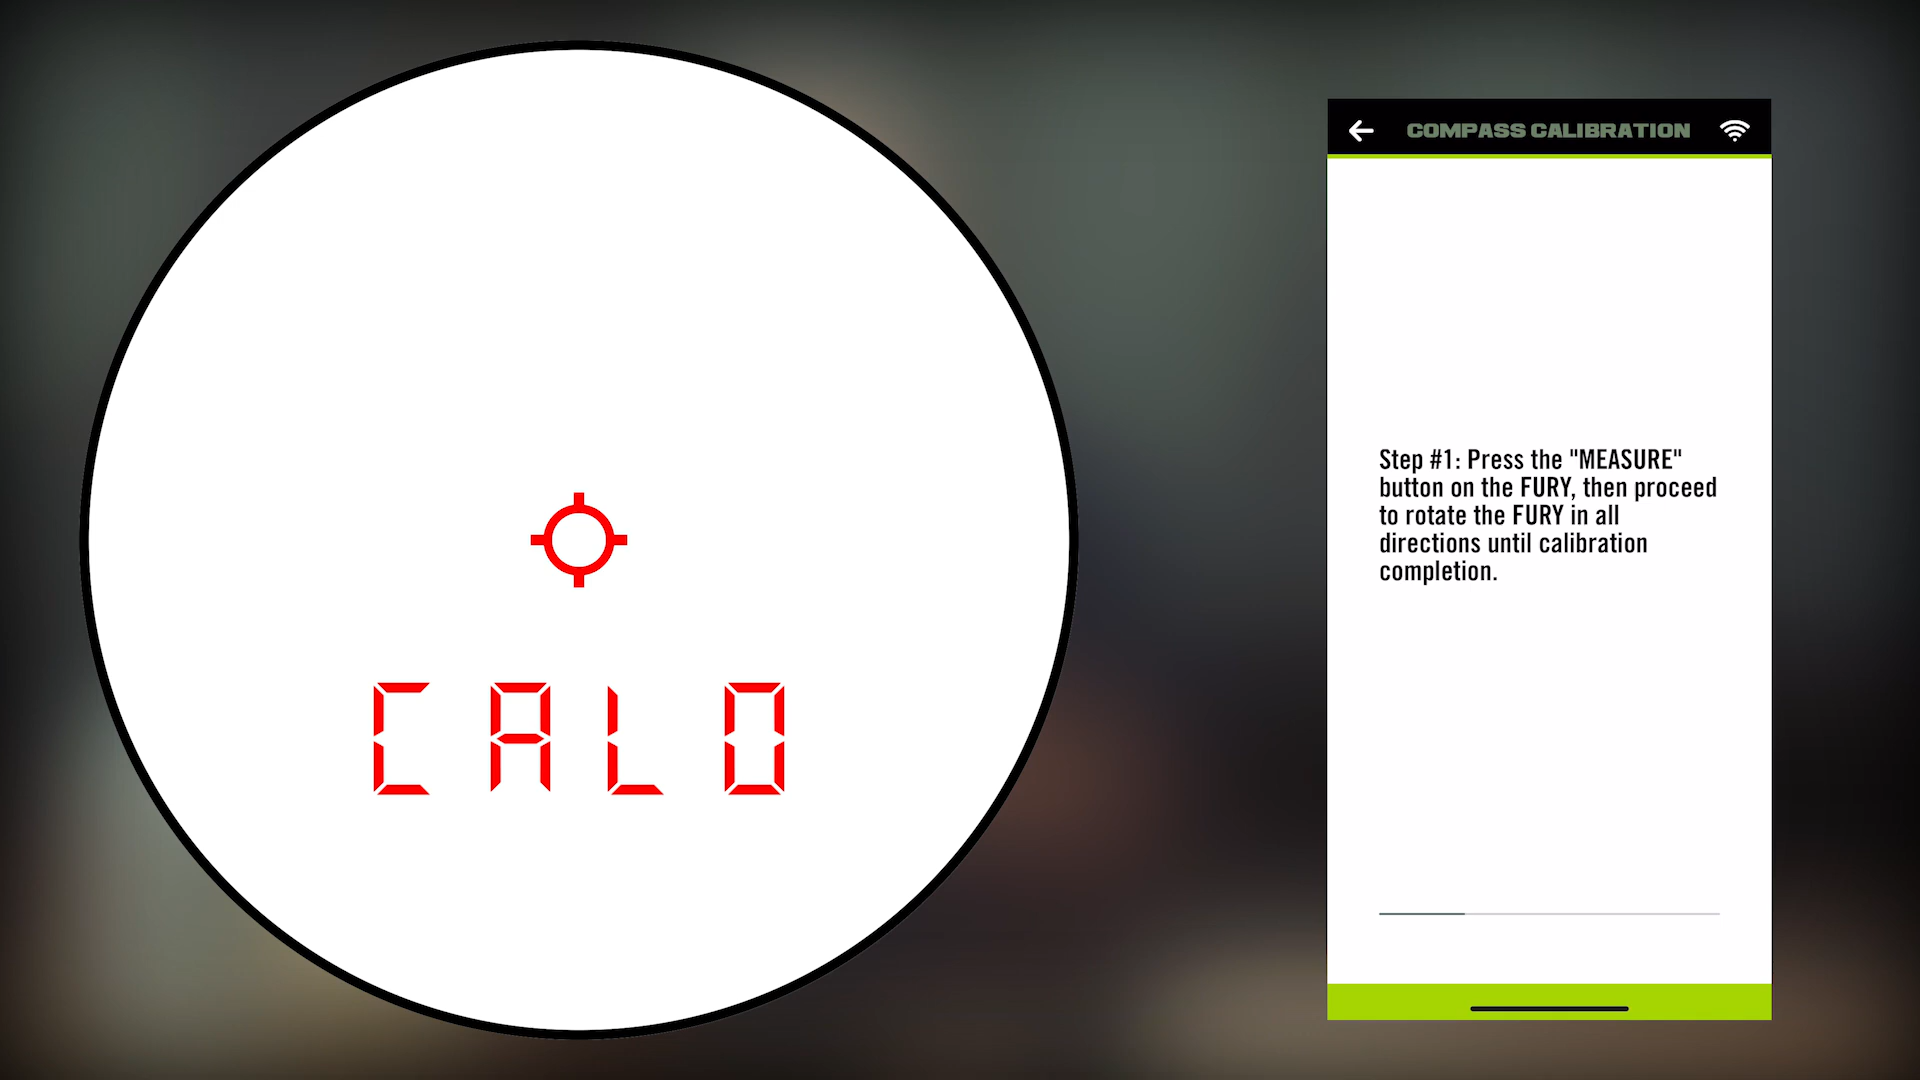 CAL0
COMPASS CALIBRATION
Step #1: Press the "MEASURE"
button on the FURY, then proceed
to rotate the FURY in all
directions until calibration
completion.